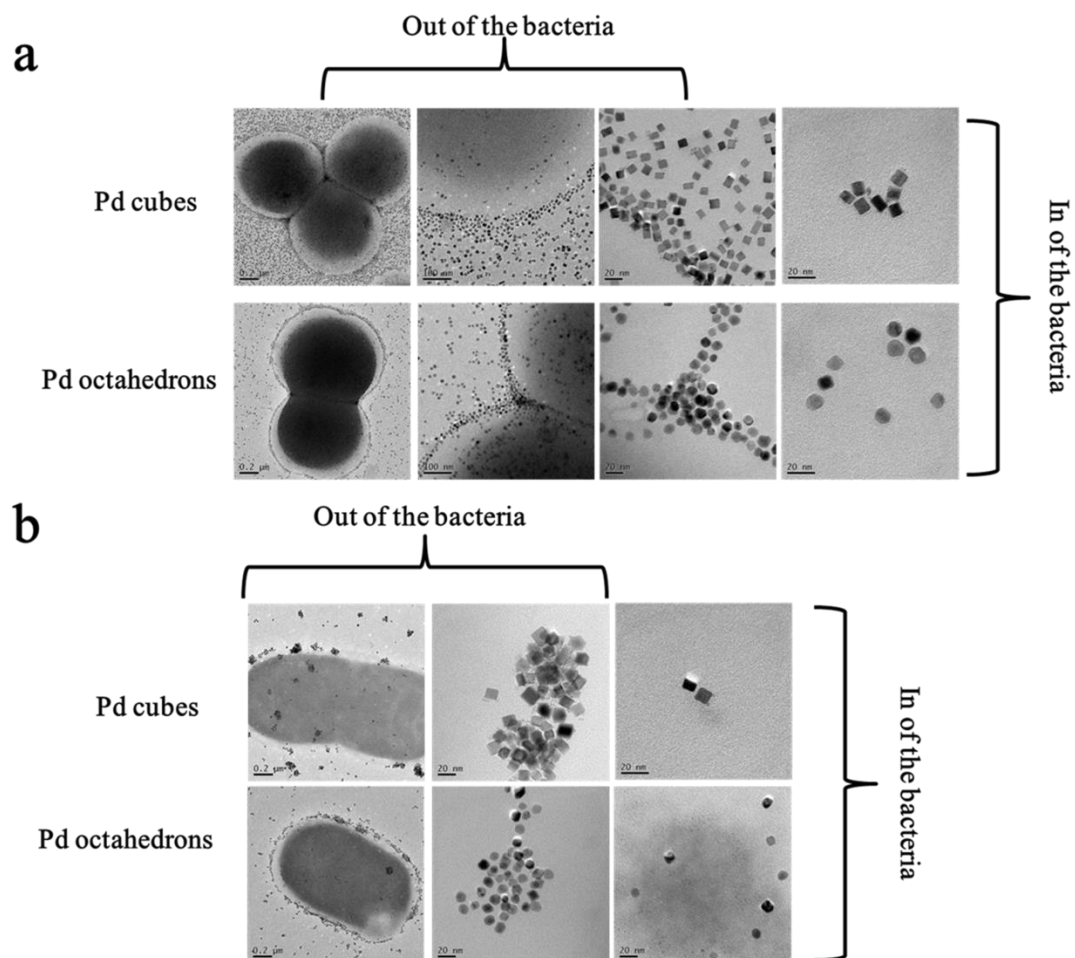 a
Out of the bacteria
Pd cubes
0.2 μm
100 nm
20 nm
20 nm
In of the bacteria
Pd octahedrons
0.2 μm
100 nm
20 nm
20 nm
b
Out of the bacteria
Pd cubes
0.2 μm
20 nm
20 nm
In of the bacteria
Pd octahedrons
0.2 μm
20 nm
20 nm